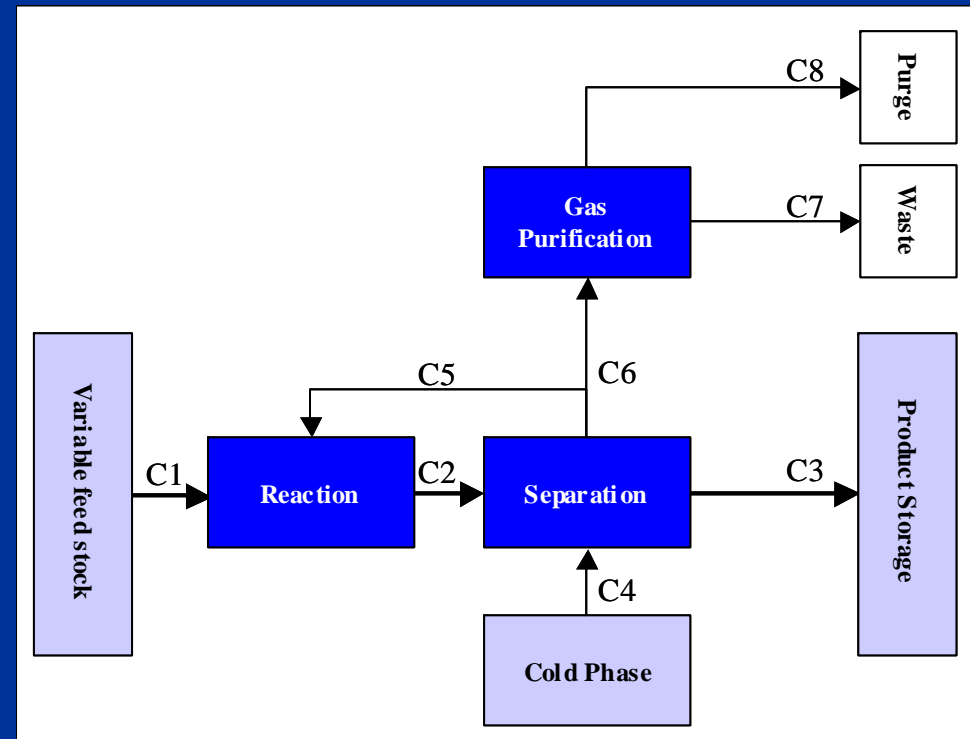 C8
Purge
Gas
Purification
C7
Waste
C5
C6
Variable feed stock
C1
Reaction
C2
Separation
C3
Product Storage
C4
Cold Phase